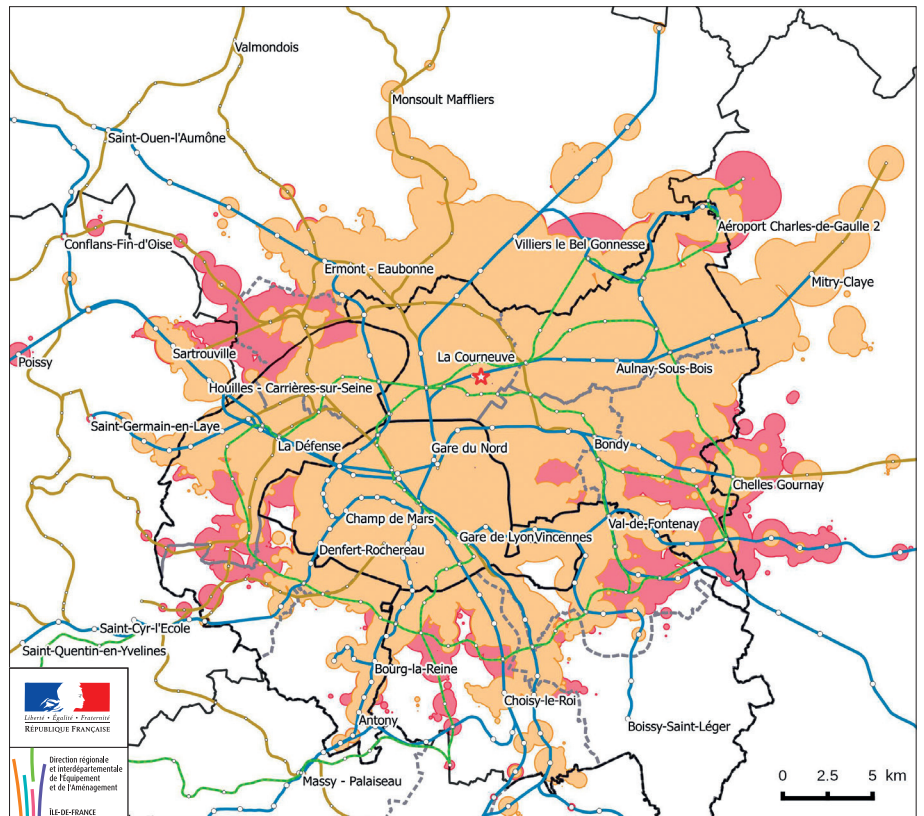 Valmondois
Monsoult Maffliers
Saint-Ouen-l'Aumône
Aéroport Charles-de-Gaulle 2
Conflans-Fin-d'Oise
Villiers le Bel Gonnesse
Ermont - Eaubonne
Mitry-Claye
Sartrouville
La Courneuve
Poissy
Aulnay-Sous-Bois
Houilles - Carrières-sur-Seine
Saint-Germain-en-Laye
La Défense
Gare du Nord
Bondy
Chelles Gournay
Champ de Mars
Val-de-Fontenay
Gare de Lyon
Vincennes
Denfert-Rochereau
Saint-Cyr-l'Ecole
Saint-Quentin-en-Yvelines
Bourg-la-Reine
Choisy-le-Roi
Antony
Boissy-Saint-Léger
Massy - Palaiseau
Liberté • Égalité • Fraternité
RÉPUBLIQUE FRANÇAISE
Direction régionale
et interdépartementale
de l'Équipement
et de l'Aménagement
ÎLE-DE-FRANCE
0 2.5 5 km